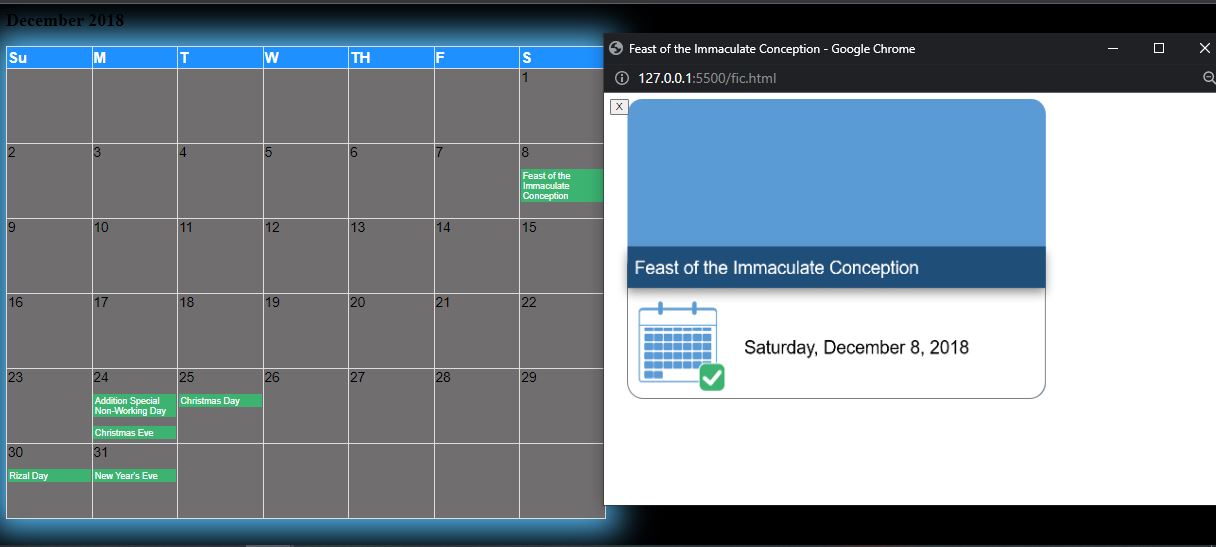 December 2018
Su M T W TH F S
1
2 3 4 5 6 7 8
Feast of the
Immaculate
Conception
9 10 11 12 13 14 15
16 17 18 19 20 21 22
23 24 25 26 27 28 29
Addition Special
Non-Working Day
Christmas Day
Christmas Eve
30 31
Rizal Day
New Year's Eve
Feast of the Immaculate Conception - Google Chrome
127.0.0.1:5500/fic.html
X
Feast of the Immaculate Conception
Saturday, December 8, 2018